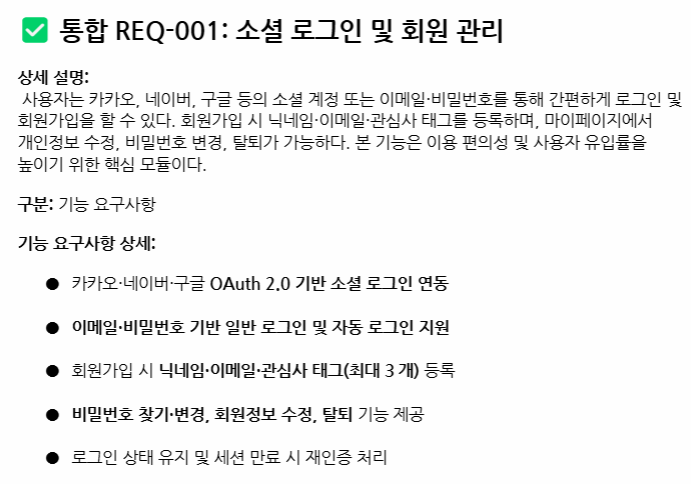 ✅ 통합 REQ-001: 소셜 로그인 및 회원 관리
상세 설명:
사용자는 카카오, 네이버, 구글 등의 소셜 계정 또는 이메일·비밀번호를 통해 간편하게 로그인 및
회원가입을 할 수 있다. 회원가입 시 닉네임·이메일·관심사 태그를 등록하며, 마이페이지에서
개인정보 수정, 비밀번호 변경, 탈퇴가 가능하다. 본 기능은 이용 편의성 및 사용자 유입률을
높이기 위한 핵심 모듈이다.
구분: 기능 요구사항
기능 요구사항 상세:
● 카카오·네이버·구글 OAuth 2.0 기반 소셜 로그인 연동
● 이메일·비밀번호 기반 일반 로그인 및 자동 로그인 지원
● 회원가입 시 닉네임·이메일·관심사 태그(최대 3 개) 등록
● 비밀번호 찾기·변경, 회원정보 수정, 탈퇴 기능 제공
● 로그인 상태 유지 및 세션 만료 시 재인증 처리